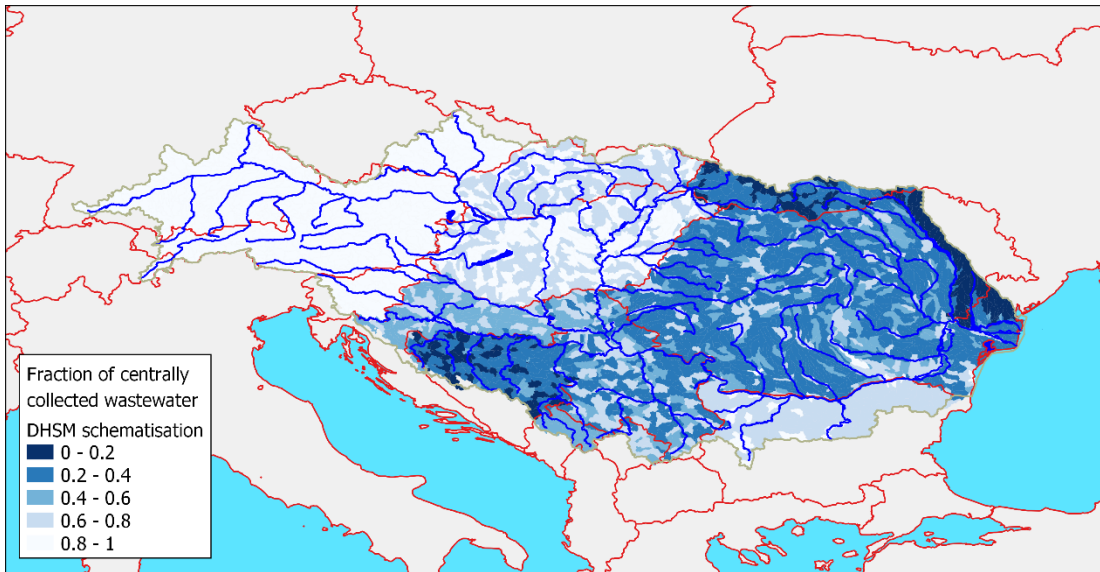 Fraction of centrally
collected wastewater
DHSM schematisation
0 - 0.2
0.2 - 0.4
0.4 - 0.6
0.6 - 0.8
0.8 - 1